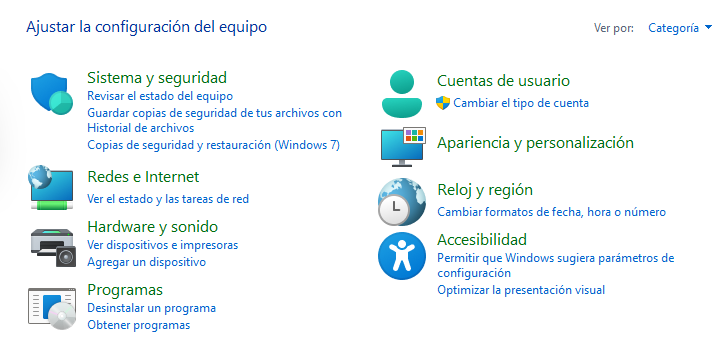 Ajustar la configuración del equipo
Ver por: Categoría
Sistema y seguridad
Revisar el estado del equipo
Guardar copias de seguridad de tus archivos con
Historial de archivos
Copias de seguridad y restauración (Windows 7)
Redes e Internet
Ver el estado y las tareas de red
Hardware y sonido
Ver dispositivos e impresoras
Agregar un dispositivo
Programas
Desinstalar un programa
Obtener programas
Cuentas de usuario
Cambiar el tipo de cuenta
Apariencia y personalización
Reloj y región
Cambiar formatos de fecha, hora o número
Accesibilidad
Permitir que Windows sugiera parámetros de
configuración
Optimizar la presentación visual